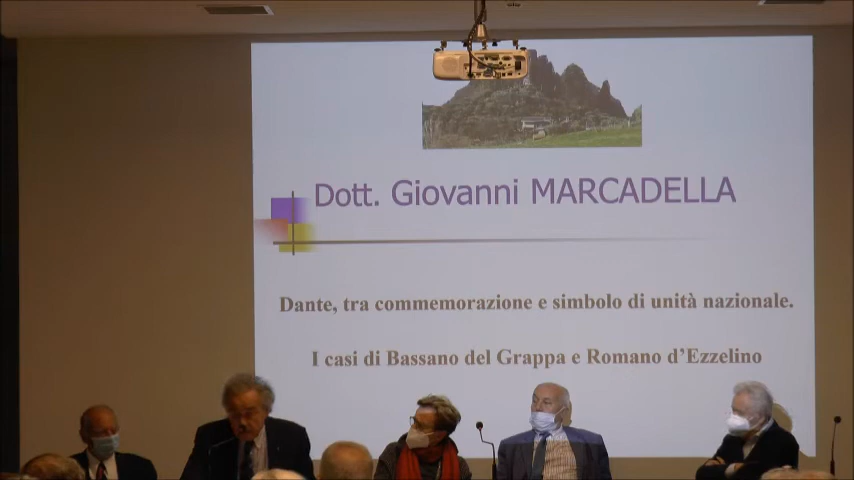 Dott. Giovanni MARCADELLA
Dante, tra commemorazione e simbolo di unità nazionale.
I casi di Bassano del Grappa e Romano d'Ezzelino